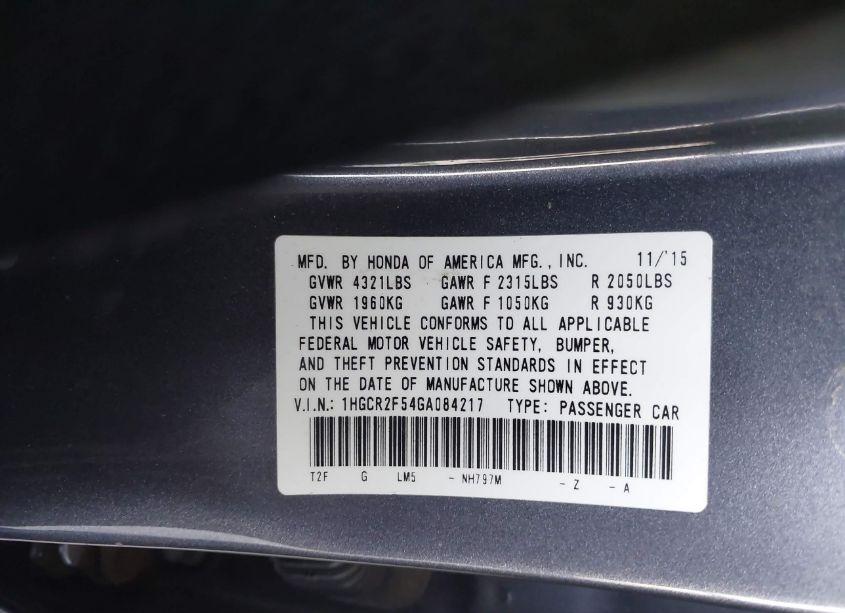 MFD. BY HONDA OF AMERICA MFG., INC. 11/'15
GVWR 4321LBS GAWR F 2315LBS R 2050LBS
GVWR 1960KG GAWR F 1050KG R 930KG
THIS VEHICLE CONFORMS TO ALL APPLICABLE
FEDERAL MOTOR VEHICLE SAFETY, BUMPER,
AND THEFT PREVENTION STANDARDS IN EFFECT
ON THE DATE OF MANUFACTURE SHOWN ABOVE.
V.I.N.: 1HGCR2F54GA084217 TYPE: PASSENGER CAR
T2F G LM5 - NH797M - Z - A